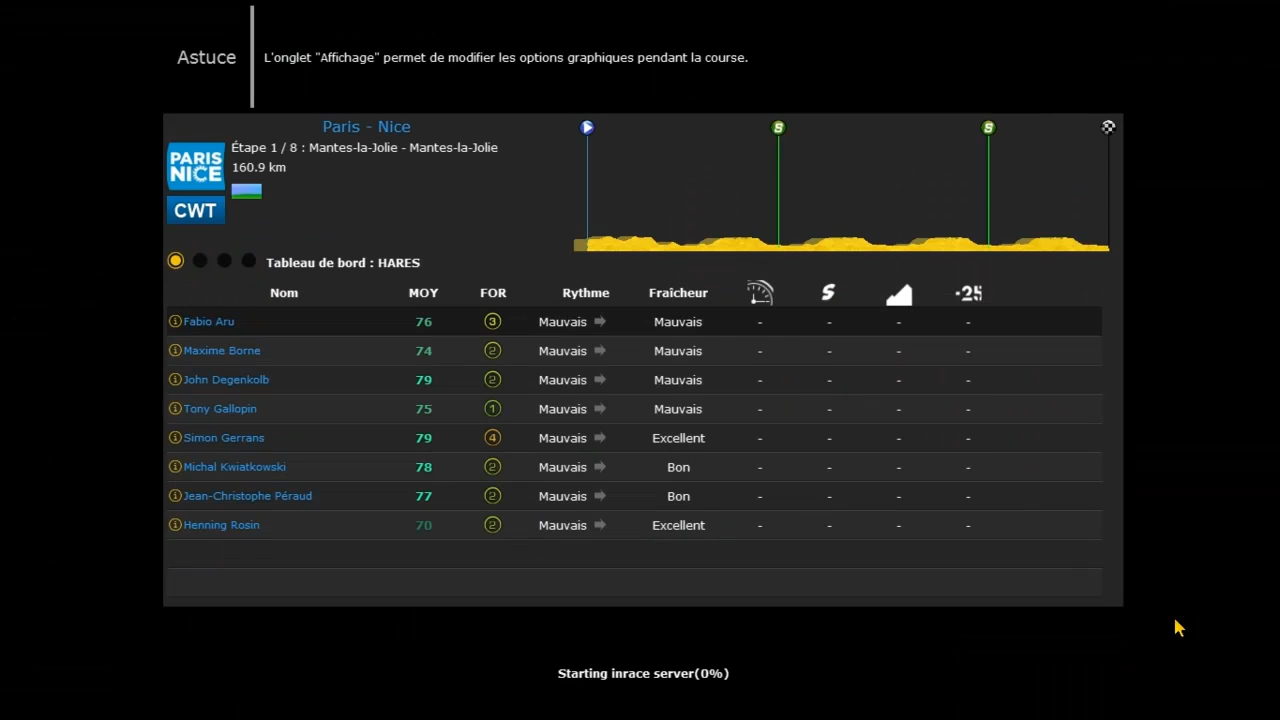 Astuce
L'onglet "Affichage" permet de modifier les options graphiques pendant la course.
Paris - Nice
PARIS NICE
CWT
Étape 1 / 8 : Mantes-la-Jolie - Mantes-la-Jolie
160.9 km
S S
Tableau de bord : HARES
Nom MOY FOR Rythme Fraîcheur S -25
Fabio Aru 76 3 Mauvais Mauvais - - - -
Maxime Borne 74 2 Mauvais Mauvais - - - -
John Degenkolb 79 2 Mauvais Mauvais - - - -
Tony Gallopin 75 1 Mauvais Mauvais - - - -
Simon Gerrans 79 4 Mauvais Excellent - - - -
Michal Kwiatkowski 78 2 Mauvais Bon - - - -
Jean-Christophe Péraud 77 2 Mauvais Bon - - - -
Henning Rosin 70 2 Mauvais Excellent - - - -
Starting inrace server(0%)